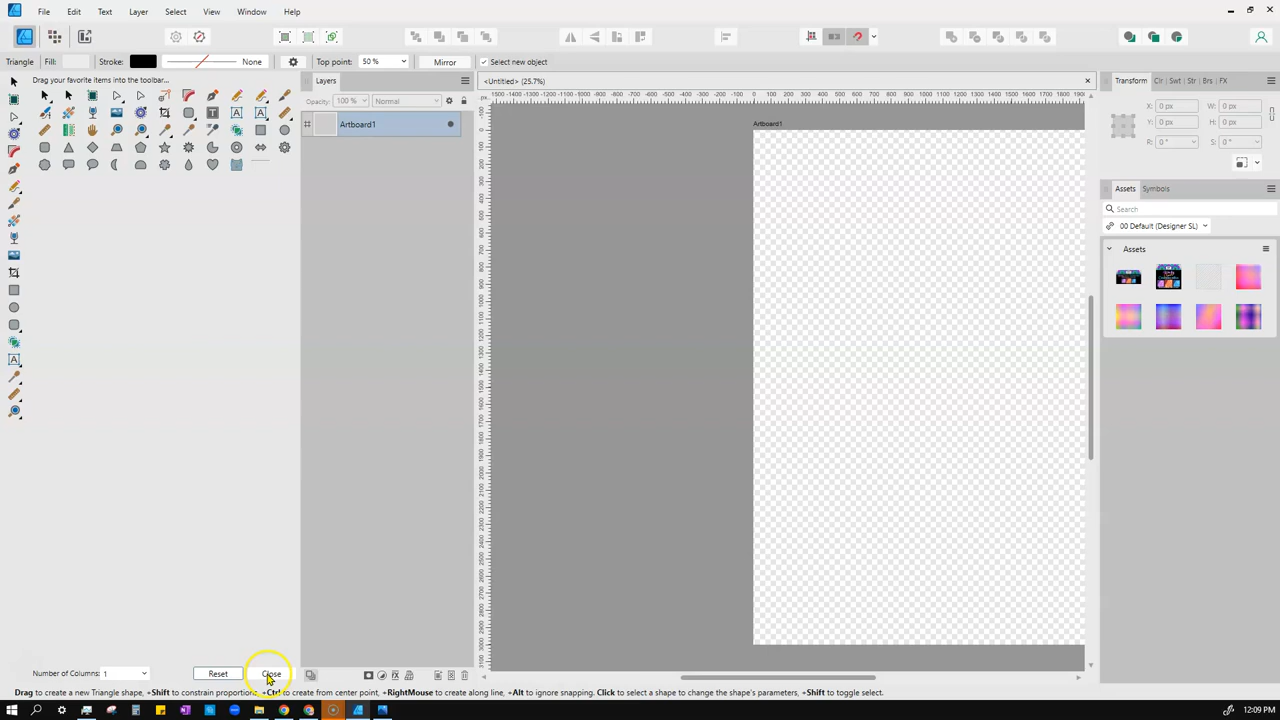 File Edit Text Layer Select View Window Help
Triangle Fill: Stroke: None Top point: 50 % Mirror Select new object
Drag your favorite items into the toolbar...
Layers
<Untitled> (25.7%)
Transform Clr Swt Str Brs FX
Opacity: 100 % Normal
X: 0 px W: 0 px
Y: 0 px H: 0 px
R: 0 ° S: 0 °
Artboard1
Artboard1
Assets Symbols
Search
00 Default (Designer SL)
Assets
Number of Columns: 1 Reset Close
Drag to create a new Triangle shape, +Shift to constrain proportions, +Ctrl to create from center point, +RightMouse to create along line, +Alt to ignore snapping. Click to select a shape to change the shape's parameters, +Shift to toggle select.
12:09 PM